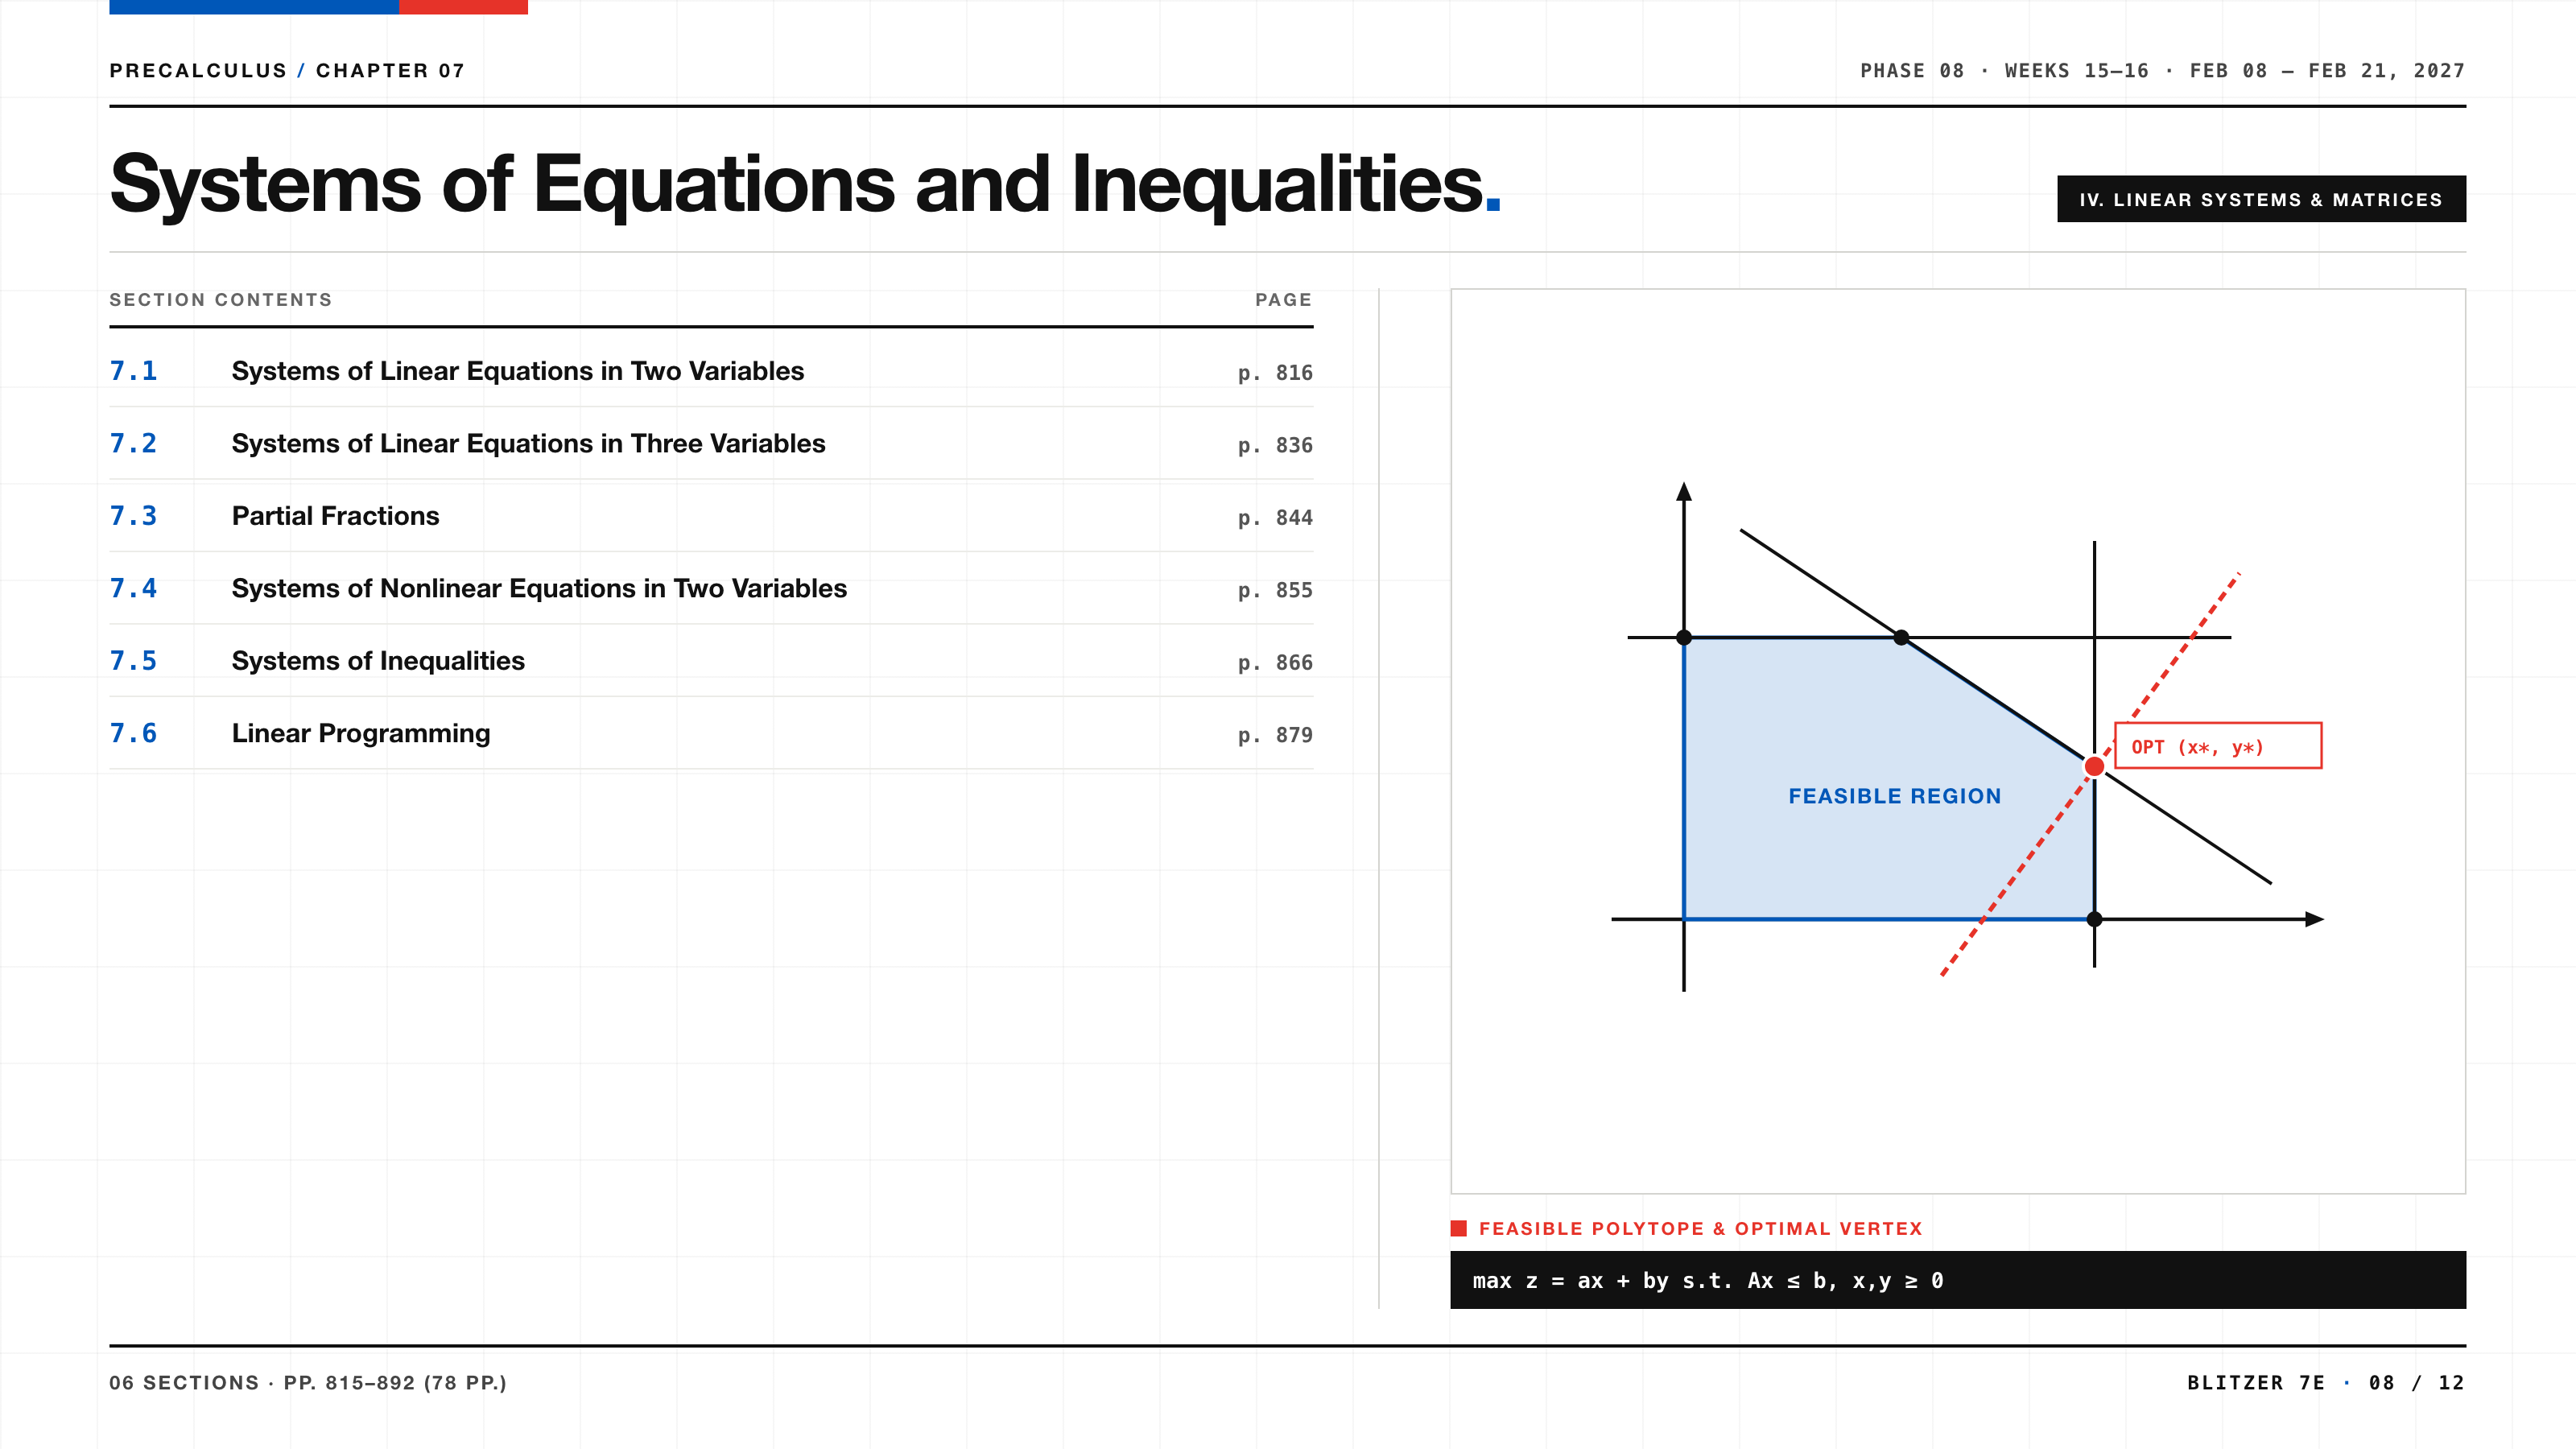 PRECALCULUS / CHAPTER 07
PHASE 08 · WEEKS 15–16 · FEB 08 – FEB 21, 2027
Systems of Equations and Inequalities.
IV. LINEAR SYSTEMS & MATRICES
SECTION CONTENTS PAGE
7.1 Systems of Linear Equations in Two Variables p. 816
7.2 Systems of Linear Equations in Three Variables p. 836
7.3 Partial Fractions p. 844
7.4 Systems of Nonlinear Equations in Two Variables p. 855
7.5 Systems of Inequalities p. 866
7.6 Linear Programming p. 879
OPT (x*, y*)
FEASIBLE REGION
FEASIBLE POLYTOPE & OPTIMAL VERTEX
max z = ax + by s.t. Ax ≤ b, x,y ≥ 0
06 SECTIONS · PP. 815–892 (78 PP.)
BLITZER 7E · 08 / 12